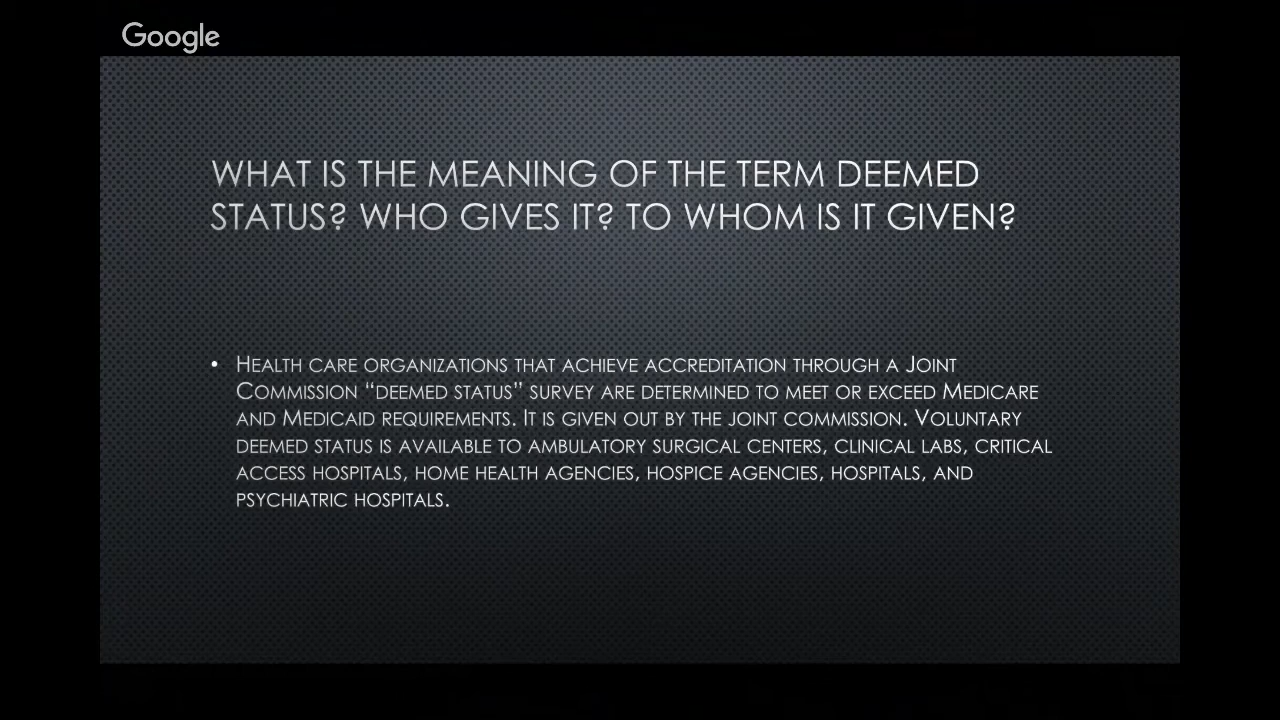 Google
WHAT IS THE MEANING OF THE TERM DEEMED
STATUS? WHO GIVES IT? TO WHOM IS IT GIVEN?
• HEALTH CARE ORGANIZATIONS THAT ACHIEVE ACCREDITATION THROUGH A JOINT
COMMISSION “DEEMED STATUS” SURVEY ARE DETERMINED TO MEET OR EXCEED MEDICARE
AND MEDICAID REQUIREMENTS. IT IS GIVEN OUT BY THE JOINT COMMISSION. VOLUNTARY
DEEMED STATUS IS AVAILABLE TO AMBULATORY SURGICAL CENTERS, CLINICAL LABS, CRITICAL
ACCESS HOSPITALS, HOME HEALTH AGENCIES, HOSPICE AGENCIES, HOSPITALS, AND
PSYCHIATRIC HOSPITALS.